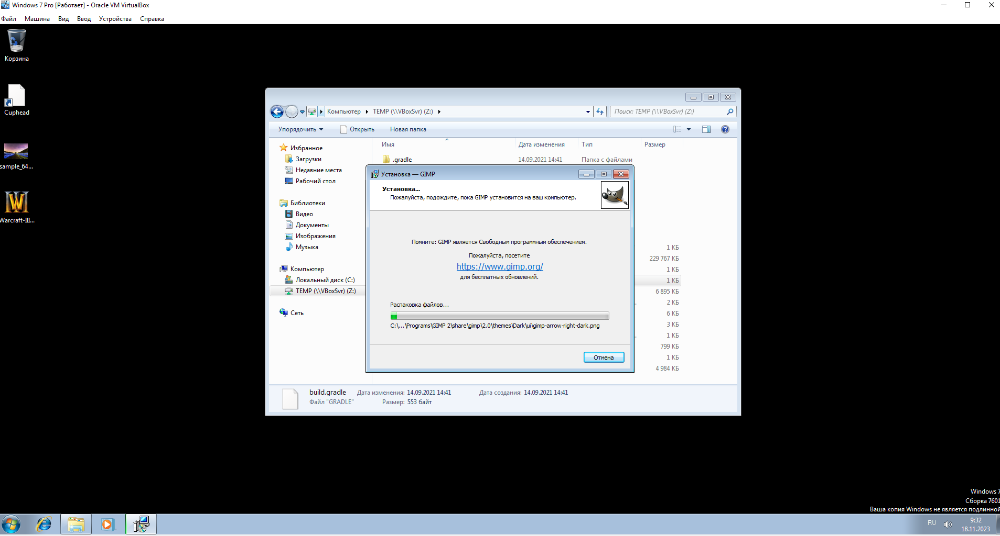 Windows 7 Pro [Работает] - Oracle VM VirtualBox
Файл Машина Вид Ввод Устройства Справка
Корзина
Cuphead
sample_64...
Warcraft-III...
Компьютер TEMP (\\VBoxSvr) (Z:)
Поиск: TEMP (\\VBoxSvr) (Z:)
Упорядочить Открыть Новая папка
Избранное
Загрузки
Недавние места
Рабочий стол
Библиотеки
Видео
Документы
Изображения
Музыка
Компьютер
Локальный диск (C:)
TEMP (\\VBoxSvr) (Z:)
Сеть
Имя Дата изменения Тип Размер
.gradle 14.09.2021 14:41 Папка с файлами
1 КБ
229 767 КБ
1 КБ
1 КБ
6 895 КБ
2 КБ
6 КБ
3 КБ
1 КБ
799 КБ
1 КБ
4 984 КБ
Установка — GIMP
Установка...
Пожалуйста, подождите, пока GIMP установится на ваш компьютер.
Помните: GIMP является Свободным программным обеспечением.
Пожалуйста, посетите
https://www.gimp.org/
для бесплатных обновлений.
Распаковка файлов...
C:\...\Programs\GIMP 2\share\gimp\2.0\themes\Dark\ui\gimp-arrow-right-dark.png
Отмена
build.gradle Дата изменения: 14.09.2021 14:41 Дата создания: 14.09.2021 14:41
Файл "GRADLE" Размер: 553 байт
Windows 7
Сборка 7601
Ваша копия Windows не является подлинной
RU
9:32
18.11.2023